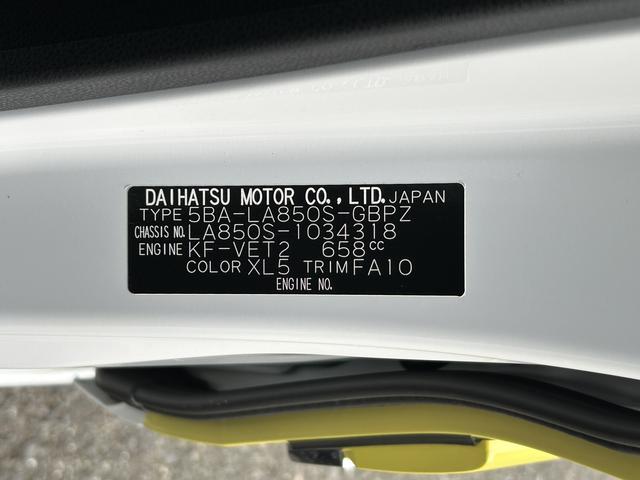 DAIHATSU MOTOR CO.,LTD. JAPAN
TYPE 5BA-LA850S-GBPZ
CHASSIS NO. LA850S-1034318
ENGINE KF-VET2 658cc
COLOR XL5 TRIM FA10
ENGINE NO.